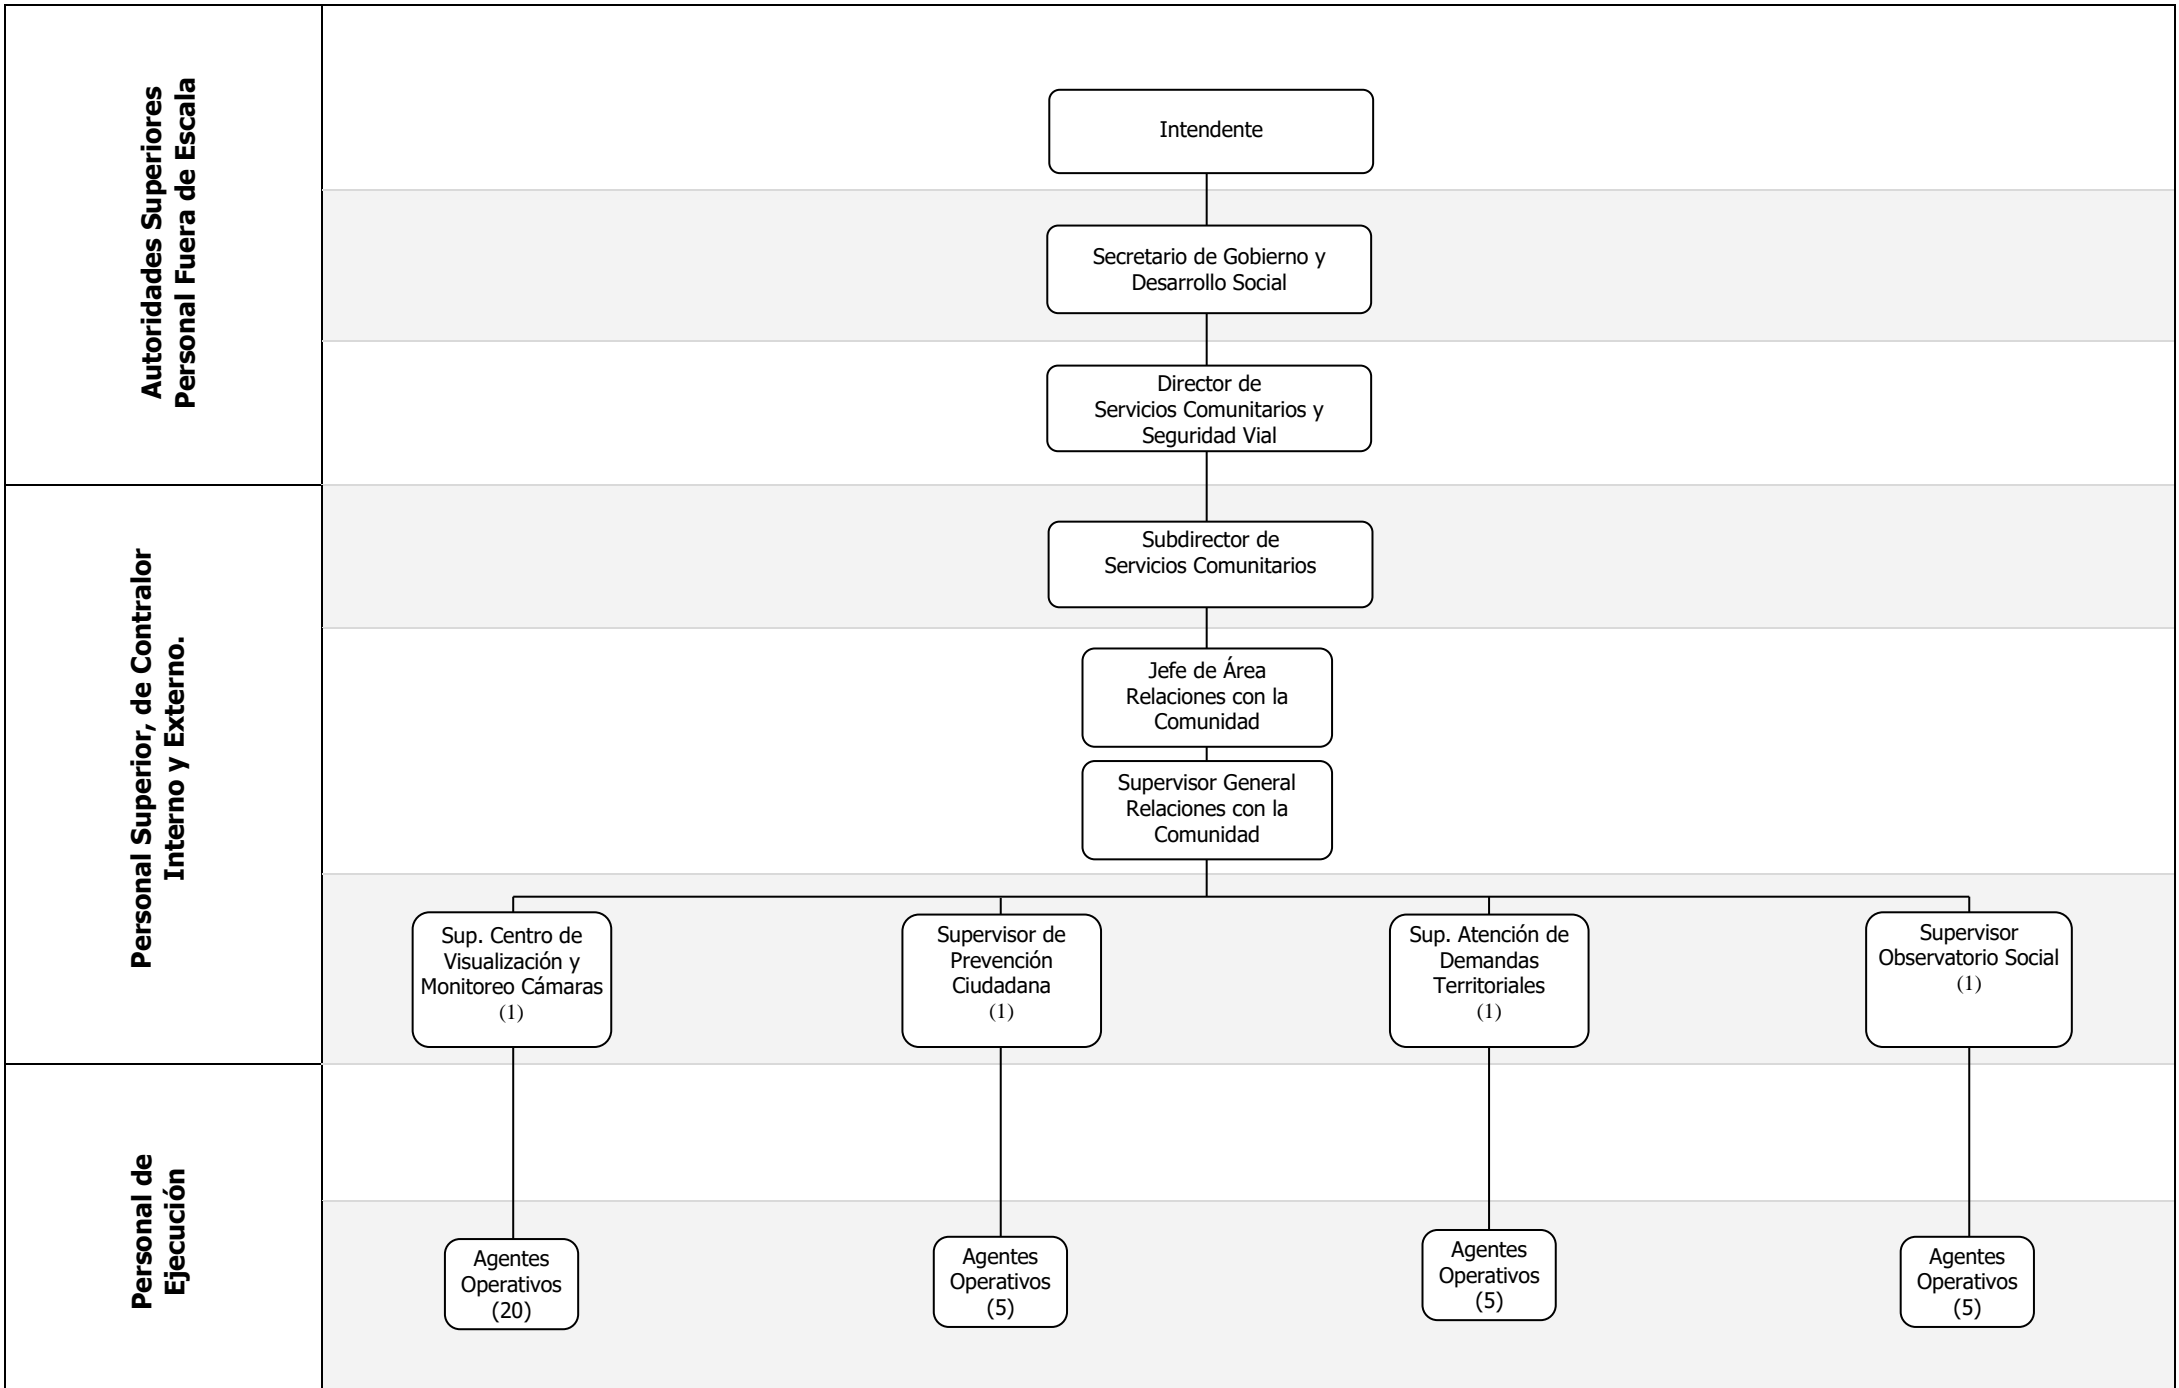 Autoridades Superiores
Personal Fuera de Escala
Intendente
Secretario de Gobierno y
Desarrollo Social
Director de
Servicios Comunitarios y
Seguridad Vial
Personal Superior, de Contralor
Interno y Externo.
Subdirector de
Servicios Comunitarios
Jefe de Área
Relaciones con la
Comunidad
Supervisor General
Relaciones con la
Comunidad
Sup. Centro de
Visualización y
Monitoreo Cámaras
(1)
Supervisor de
Prevención
Ciudadana
(1)
Sup. Atención de
Demandas
Territoriales
(1)
Supervisor
Observatorio Social
(1)
Personal de
Ejecución
Agentes
Operativos
(20)
Agentes
Operativos
(5)
Agentes
Operativos
(5)
Agentes
Operativos
(5)